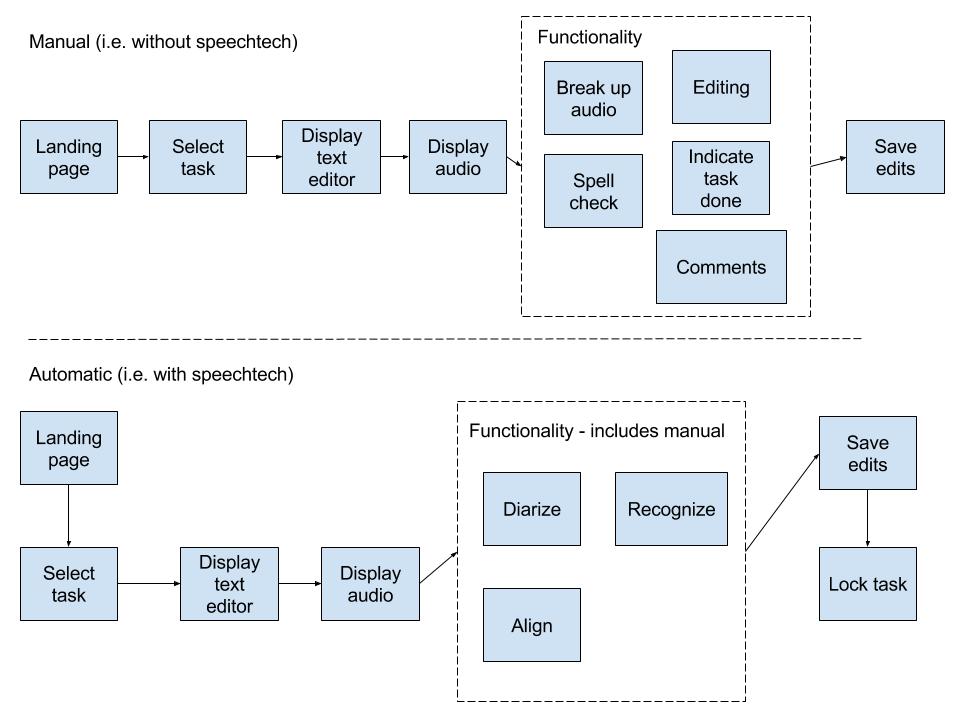 Manual (i.e. without speechtech)
Landing
page
Select
task
Display
text
editor
Display
audio
Functionality
Break up
audio
Editing
Spell
check
Indicate
task
done
Comments
Save
edits
Automatic (i.e. with speechtech)
Landing
page
Select
task
Display
text
editor
Display
audio
Functionality - includes manual
Diarize
Recognize
Align
Save
edits
Lock task